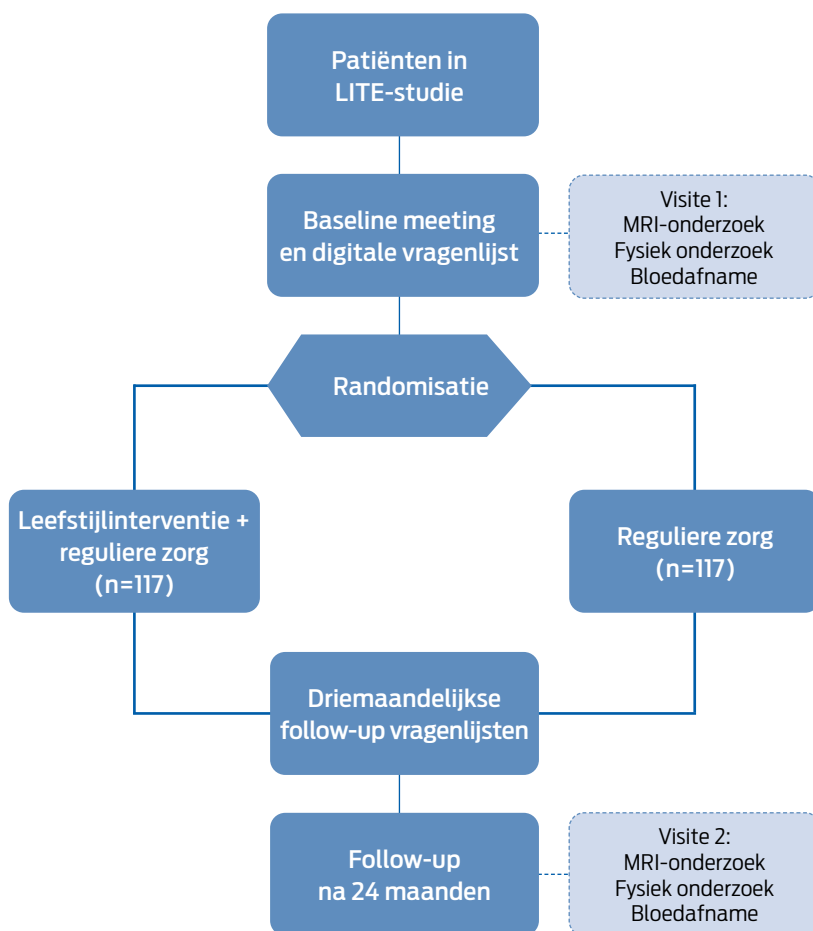 Patiënten in
LITE-studie
Baseline meeting
en digitale vragenlijst
Visite 1:
MRI-onderzoek
Fysiek onderzoek
Bloedafname
Randomisatie
Leefstijlinterventie +
reguliere zorg
(n=117)
Reguliere zorg
(n=117)
Driemaandelijkse
follow-up vragenlijsten
Follow-up
na 24 maanden
Visite 2:
MRI-onderzoek
Fysiek onderzoek
Bloedafname